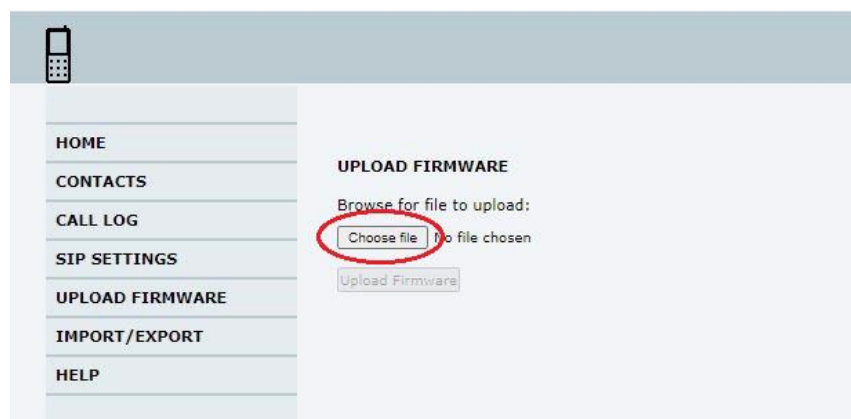 HOME
CONTACTS
CALL LOG
SIP SETTINGS
UPLOAD FIRMWARE
IMPORT/EXPORT
HELP
UPLOAD FIRMWARE
Browse for file to upload:
Choose file No file chosen
Upload Firmware